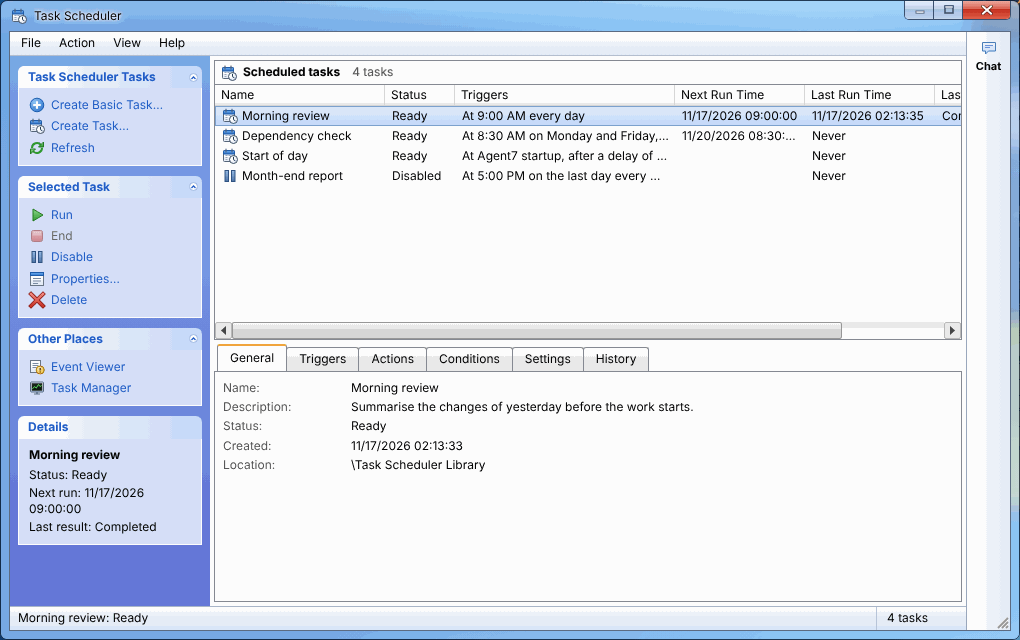 Task Scheduler
File Action View Help
Chat
Task Scheduler Tasks
Create Basic Task...
Create Task...
Refresh
Selected Task
Run
End
Disable
Properties...
Delete
Other Places
Event Viewer
Task Manager
Details
Morning review
Status: Ready
Next run: 11/17/2026
09:00:00
Last result: Completed
Scheduled tasks 4 tasks
Name Status Triggers Next Run Time Last Run Time Las
Morning review Ready At 9:00 AM every day 11/17/2026 09:00:00 11/17/2026 02:13:35 Cor
Dependency check Ready At 8:30 AM on Monday and Friday,... 11/20/2026 08:30:... Never
Start of day Ready At Agent7 startup, after a delay of ... Never
Month-end report Disabled At 5:00 PM on the last day every ... Never
General Triggers Actions Conditions Settings History
Name: Morning review
Description: Summarise the changes of yesterday before the work starts.
Status: Ready
Created: 11/17/2026 02:13:33
Location: \Task Scheduler Library
Morning review: Ready 4 tasks